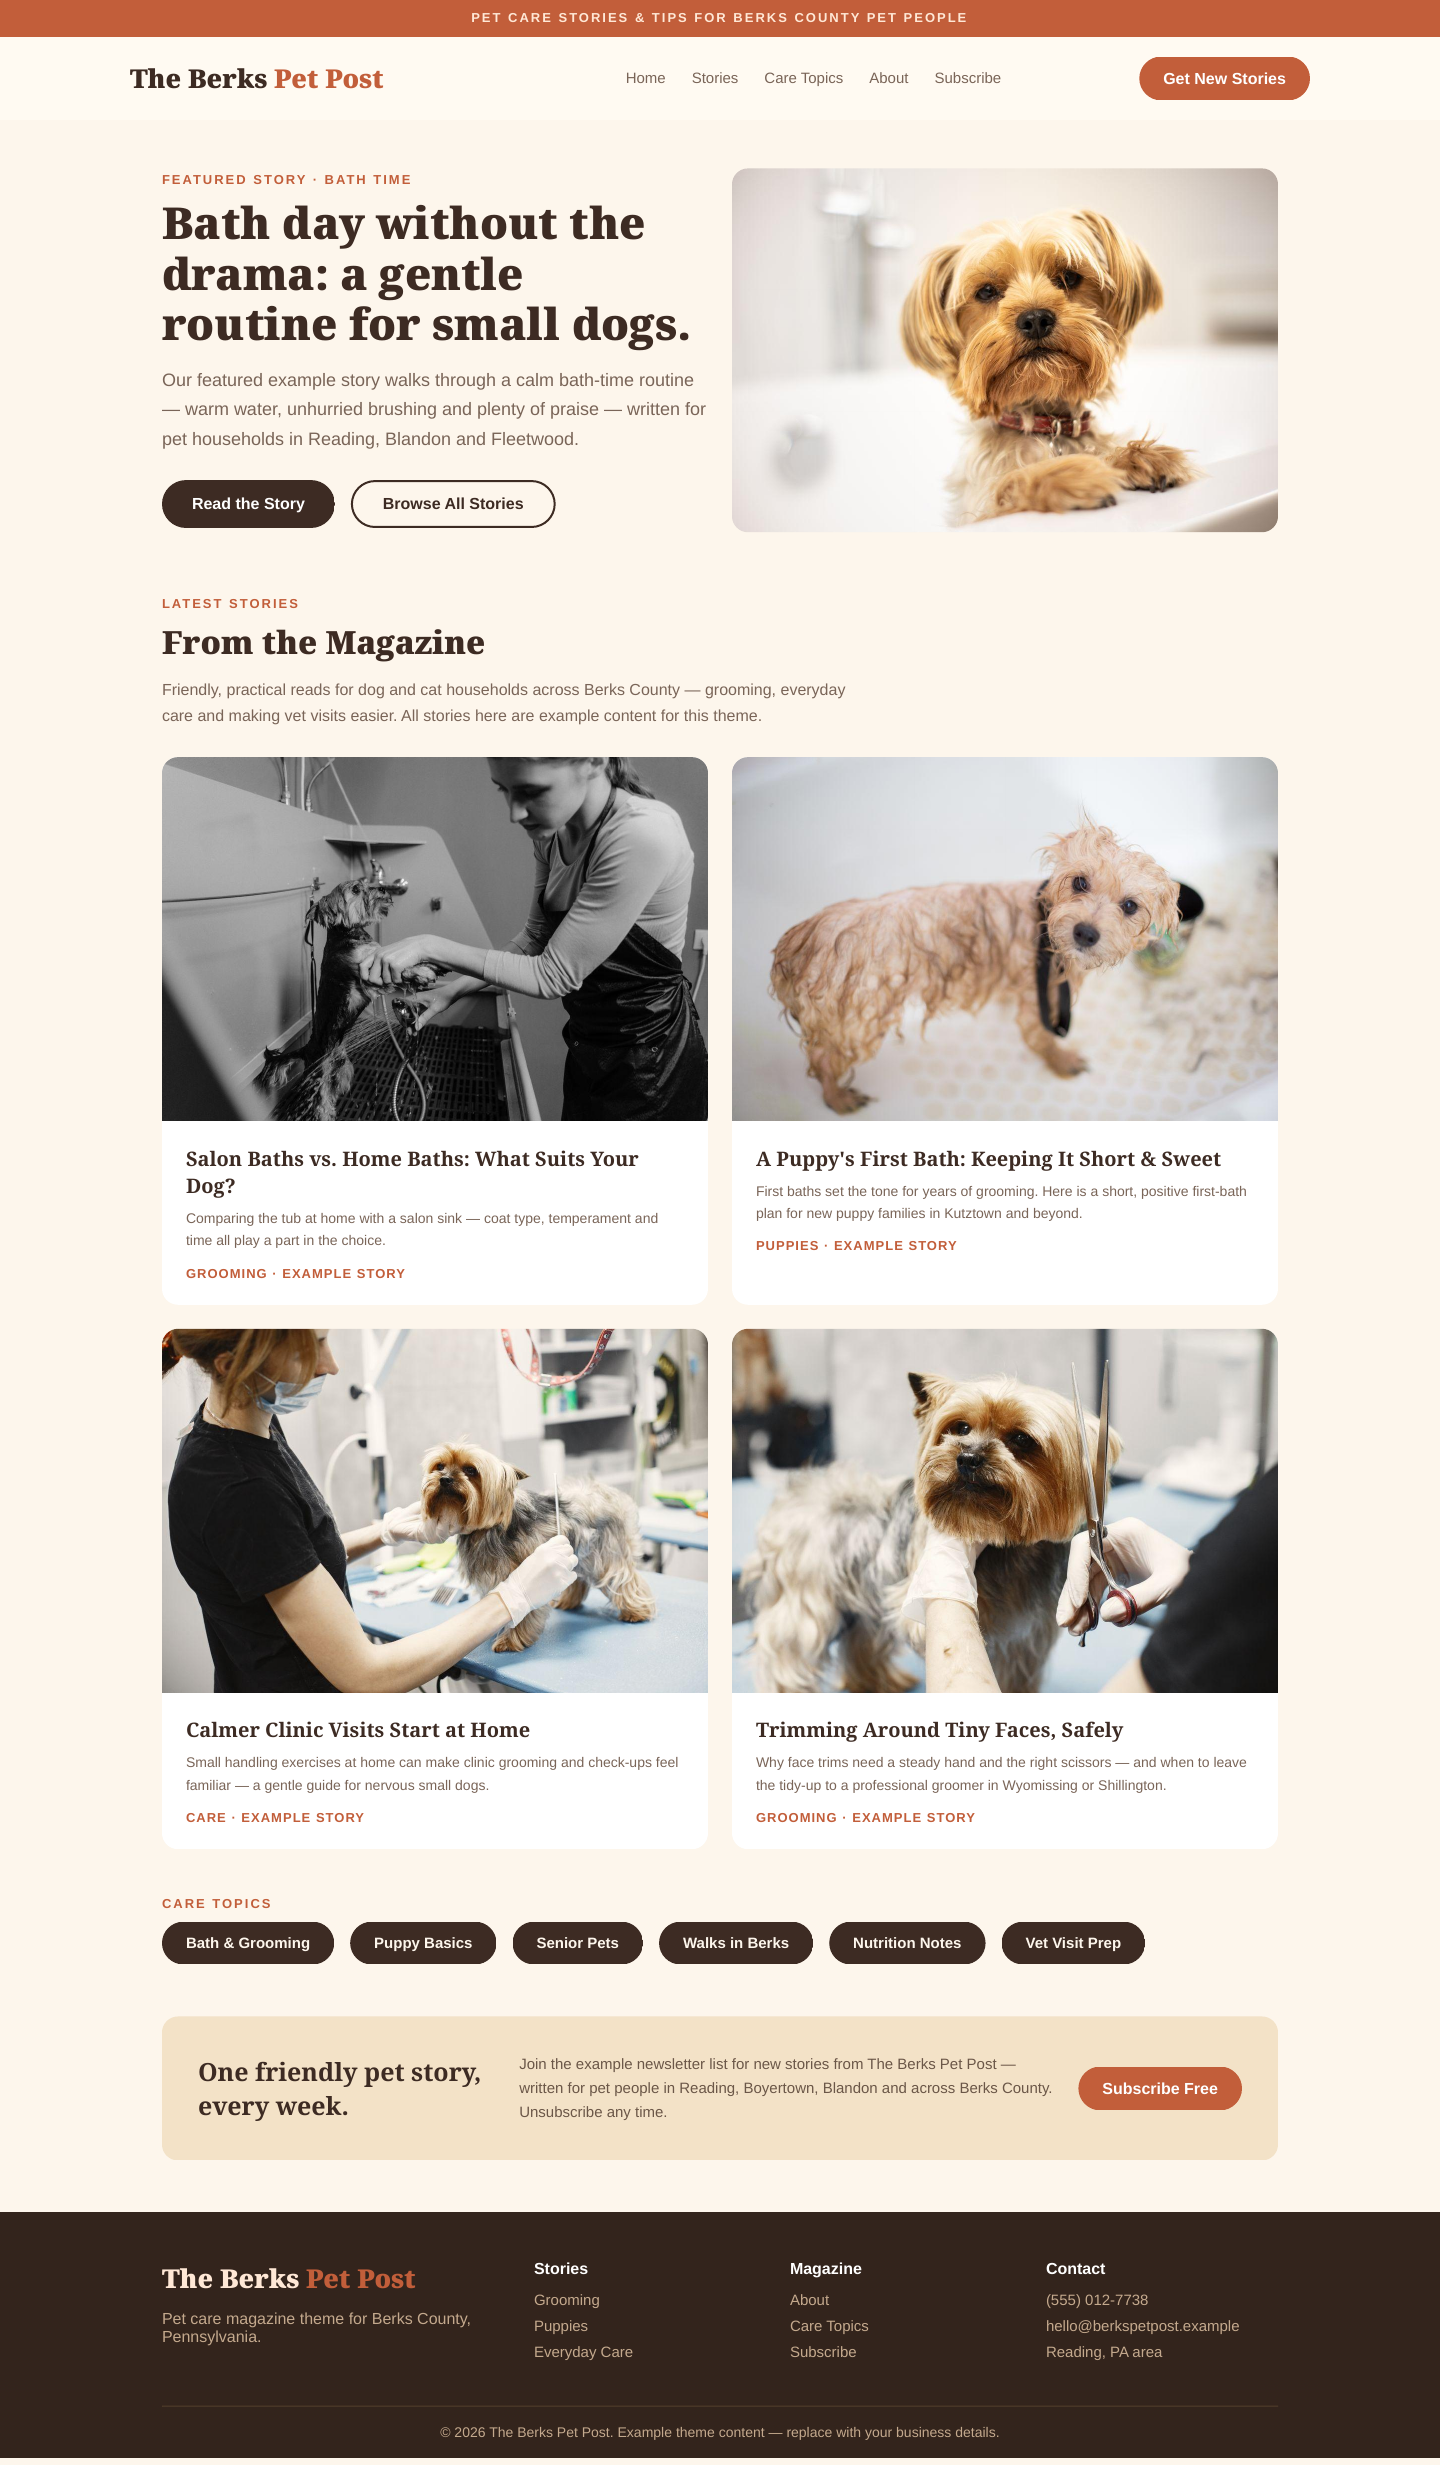 PET CARE STORIES & TIPS FOR BERKS COUNTY PET PEOPLE
The Berks Pet Post
Home
Stories
Care Topics
About
Subscribe
Get New Stories
FEATURED STORY · BATH TIME
Bath day without the
drama: a gentle
routine for small dogs.
Our featured example story walks through a calm bath-time routine
— warm water, unhurried brushing and plenty of praise — written for
pet households in Reading, Blandon and Fleetwood.
Read the Story
Browse All Stories
LATEST STORIES
From the Magazine
Friendly, practical reads for dog and cat households across Berks County — grooming, everyday
care and making vet visits easier. All stories here are example content for this theme.
Salon Baths vs. Home Baths: What Suits Your
Dog?
Comparing the tub at home with a salon sink — coat type, temperament and
time all play a part in the choice.
GROOMING · EXAMPLE STORY
A Puppy's First Bath: Keeping It Short & Sweet
First baths set the tone for years of grooming. Here is a short, positive first-bath
plan for new puppy families in Kutztown and beyond.
PUPPIES · EXAMPLE STORY
Calmer Clinic Visits Start at Home
Small handling exercises at home can make clinic grooming and check-ups feel
familiar — a gentle guide for nervous small dogs.
CARE · EXAMPLE STORY
Trimming Around Tiny Faces, Safely
Why face trims need a steady hand and the right scissors — and when to leave
the tidy-up to a professional groomer in Wyomissing or Shillington.
GROOMING · EXAMPLE STORY
CARE TOPICS
Bath & Grooming
Puppy Basics
Senior Pets
Walks in Berks
Nutrition Notes
Vet Visit Prep
One friendly pet story,
every week.
Join the example newsletter list for new stories from The Berks Pet Post —
written for pet people in Reading, Boyertown, Blandon and across Berks County.
Unsubscribe any time.
Subscribe Free
The Berks Pet Post
Pet care magazine theme for Berks County,
Pennsylvania.
Stories
Grooming
Puppies
Everyday Care
Magazine
About
Care Topics
Subscribe
Contact
(555) 012-7738
hello@berkspetpost.example
Reading, PA area
© 2026 The Berks Pet Post. Example theme content — replace with your business details.